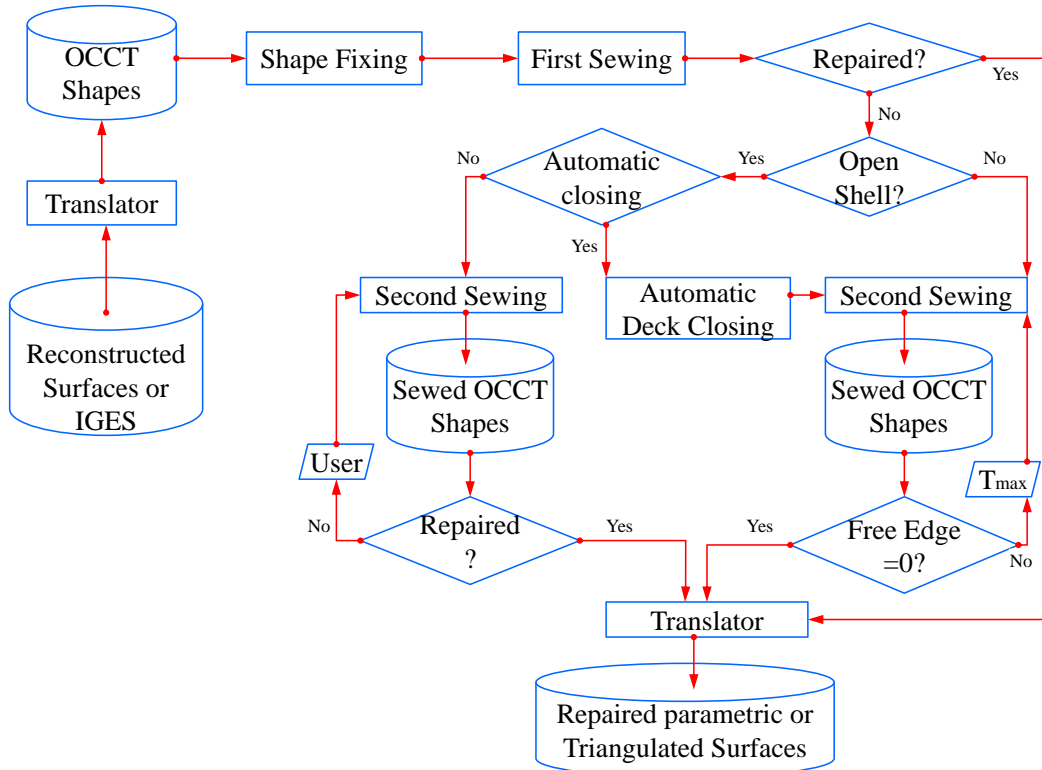 OCCT
Shapes
Shape Fixing
First Sewing
Repaired?
Yes
No
Automatic
closing
No
Yes
Open
Shell?
No
Translator
Yes
Second Sewing
Automatic
Deck Closing
Second Sewing
Reconstructed
Surfaces or
IGES
Sewed OCCT
Shapes
Sewed OCCT
Shapes
User
Tmax
No
Repaired
?
Yes
Yes
Free Edge
=0?
No
Translator
Repaired parametric or
Triangulated Surfaces